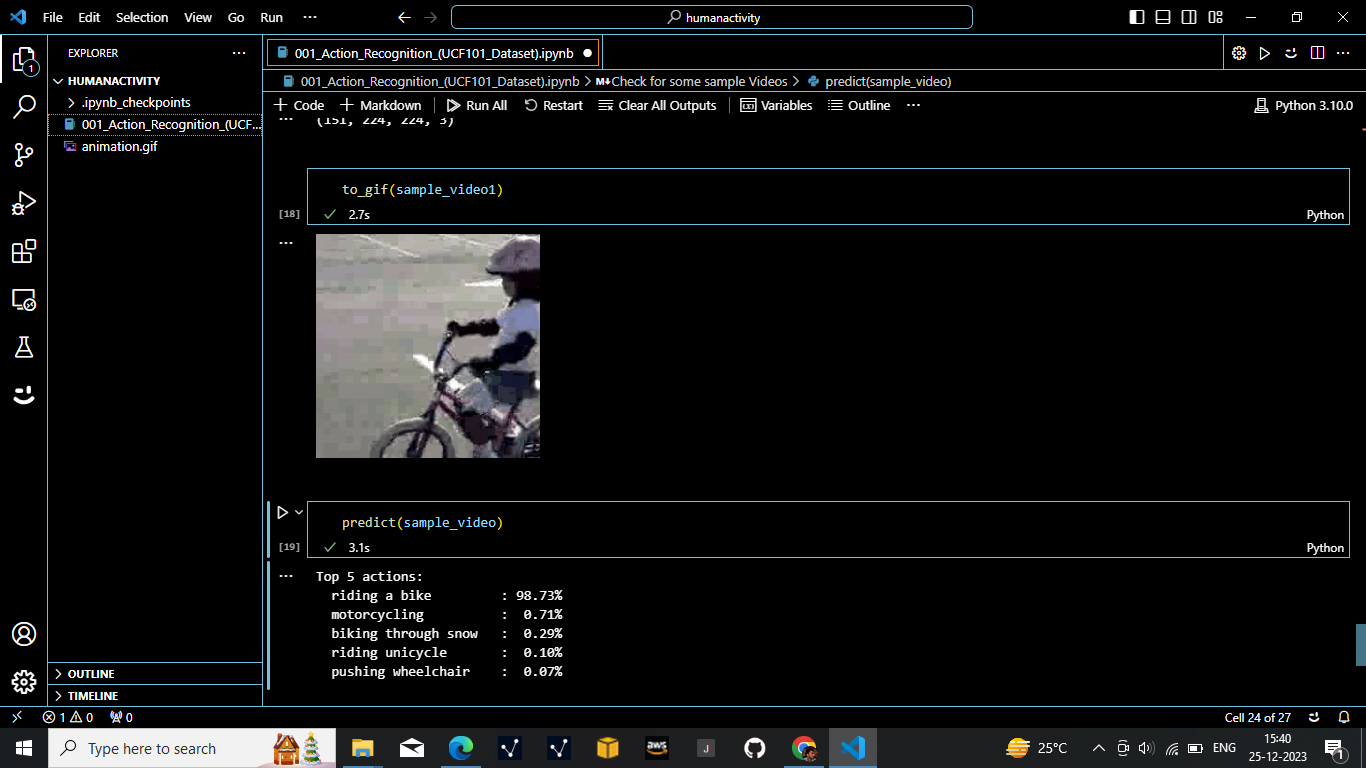 File Edit Selection View Go Run ··· humanactivity
EXPLORER ···
HUMANACTIVITY
.ipynb_checkpoints
001_Action_Recognition_(UCF...
animation.gif
OUTLINE
TIMELINE
1
001_Action_Recognition_(UCF101_Dataset).ipynb
001_Action_Recognition_(UCF101_Dataset).ipynb > M↓Check for some sample Videos > predict(sample_video)
+ Code + Markdown Run All Restart Clear All Outputs Variables Outline ··· Python 3.10.0
··· (151, 224, 224, 3)
to_gif(sample_video1)
[18] ✓ 2.7s Python
···
predict(sample_video)
[19] ✓ 3.1s Python
··· Top 5 actions:
riding a bike : 98.73%
motorcycling : 0.71%
biking through snow : 0.29%
riding unicycle : 0.10%
pushing wheelchair : 0.07%
1 0 0 Cell 24 of 27
Type here to search aws J 25°C ENG 15:40
25-12-2023 1